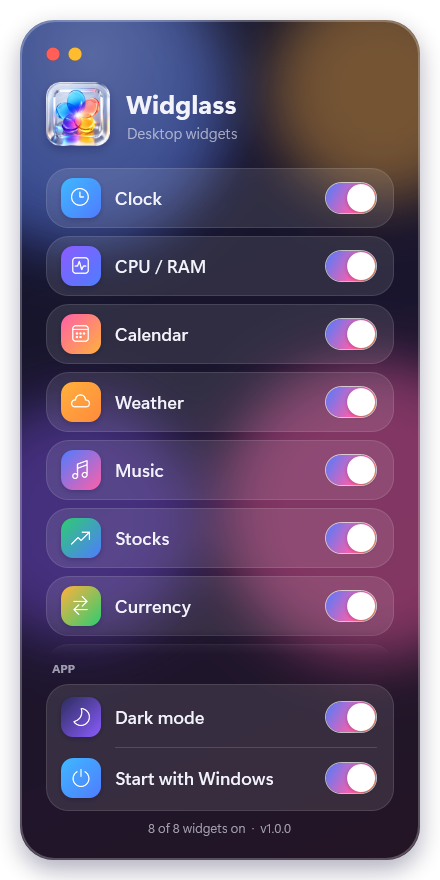 Widglass
Desktop widgets
Clock
CPU / RAM
Calendar
Weather
Music
Stocks
Currency
APP
Dark mode
Start with Windows
8 of 8 widgets on · v1.0.0